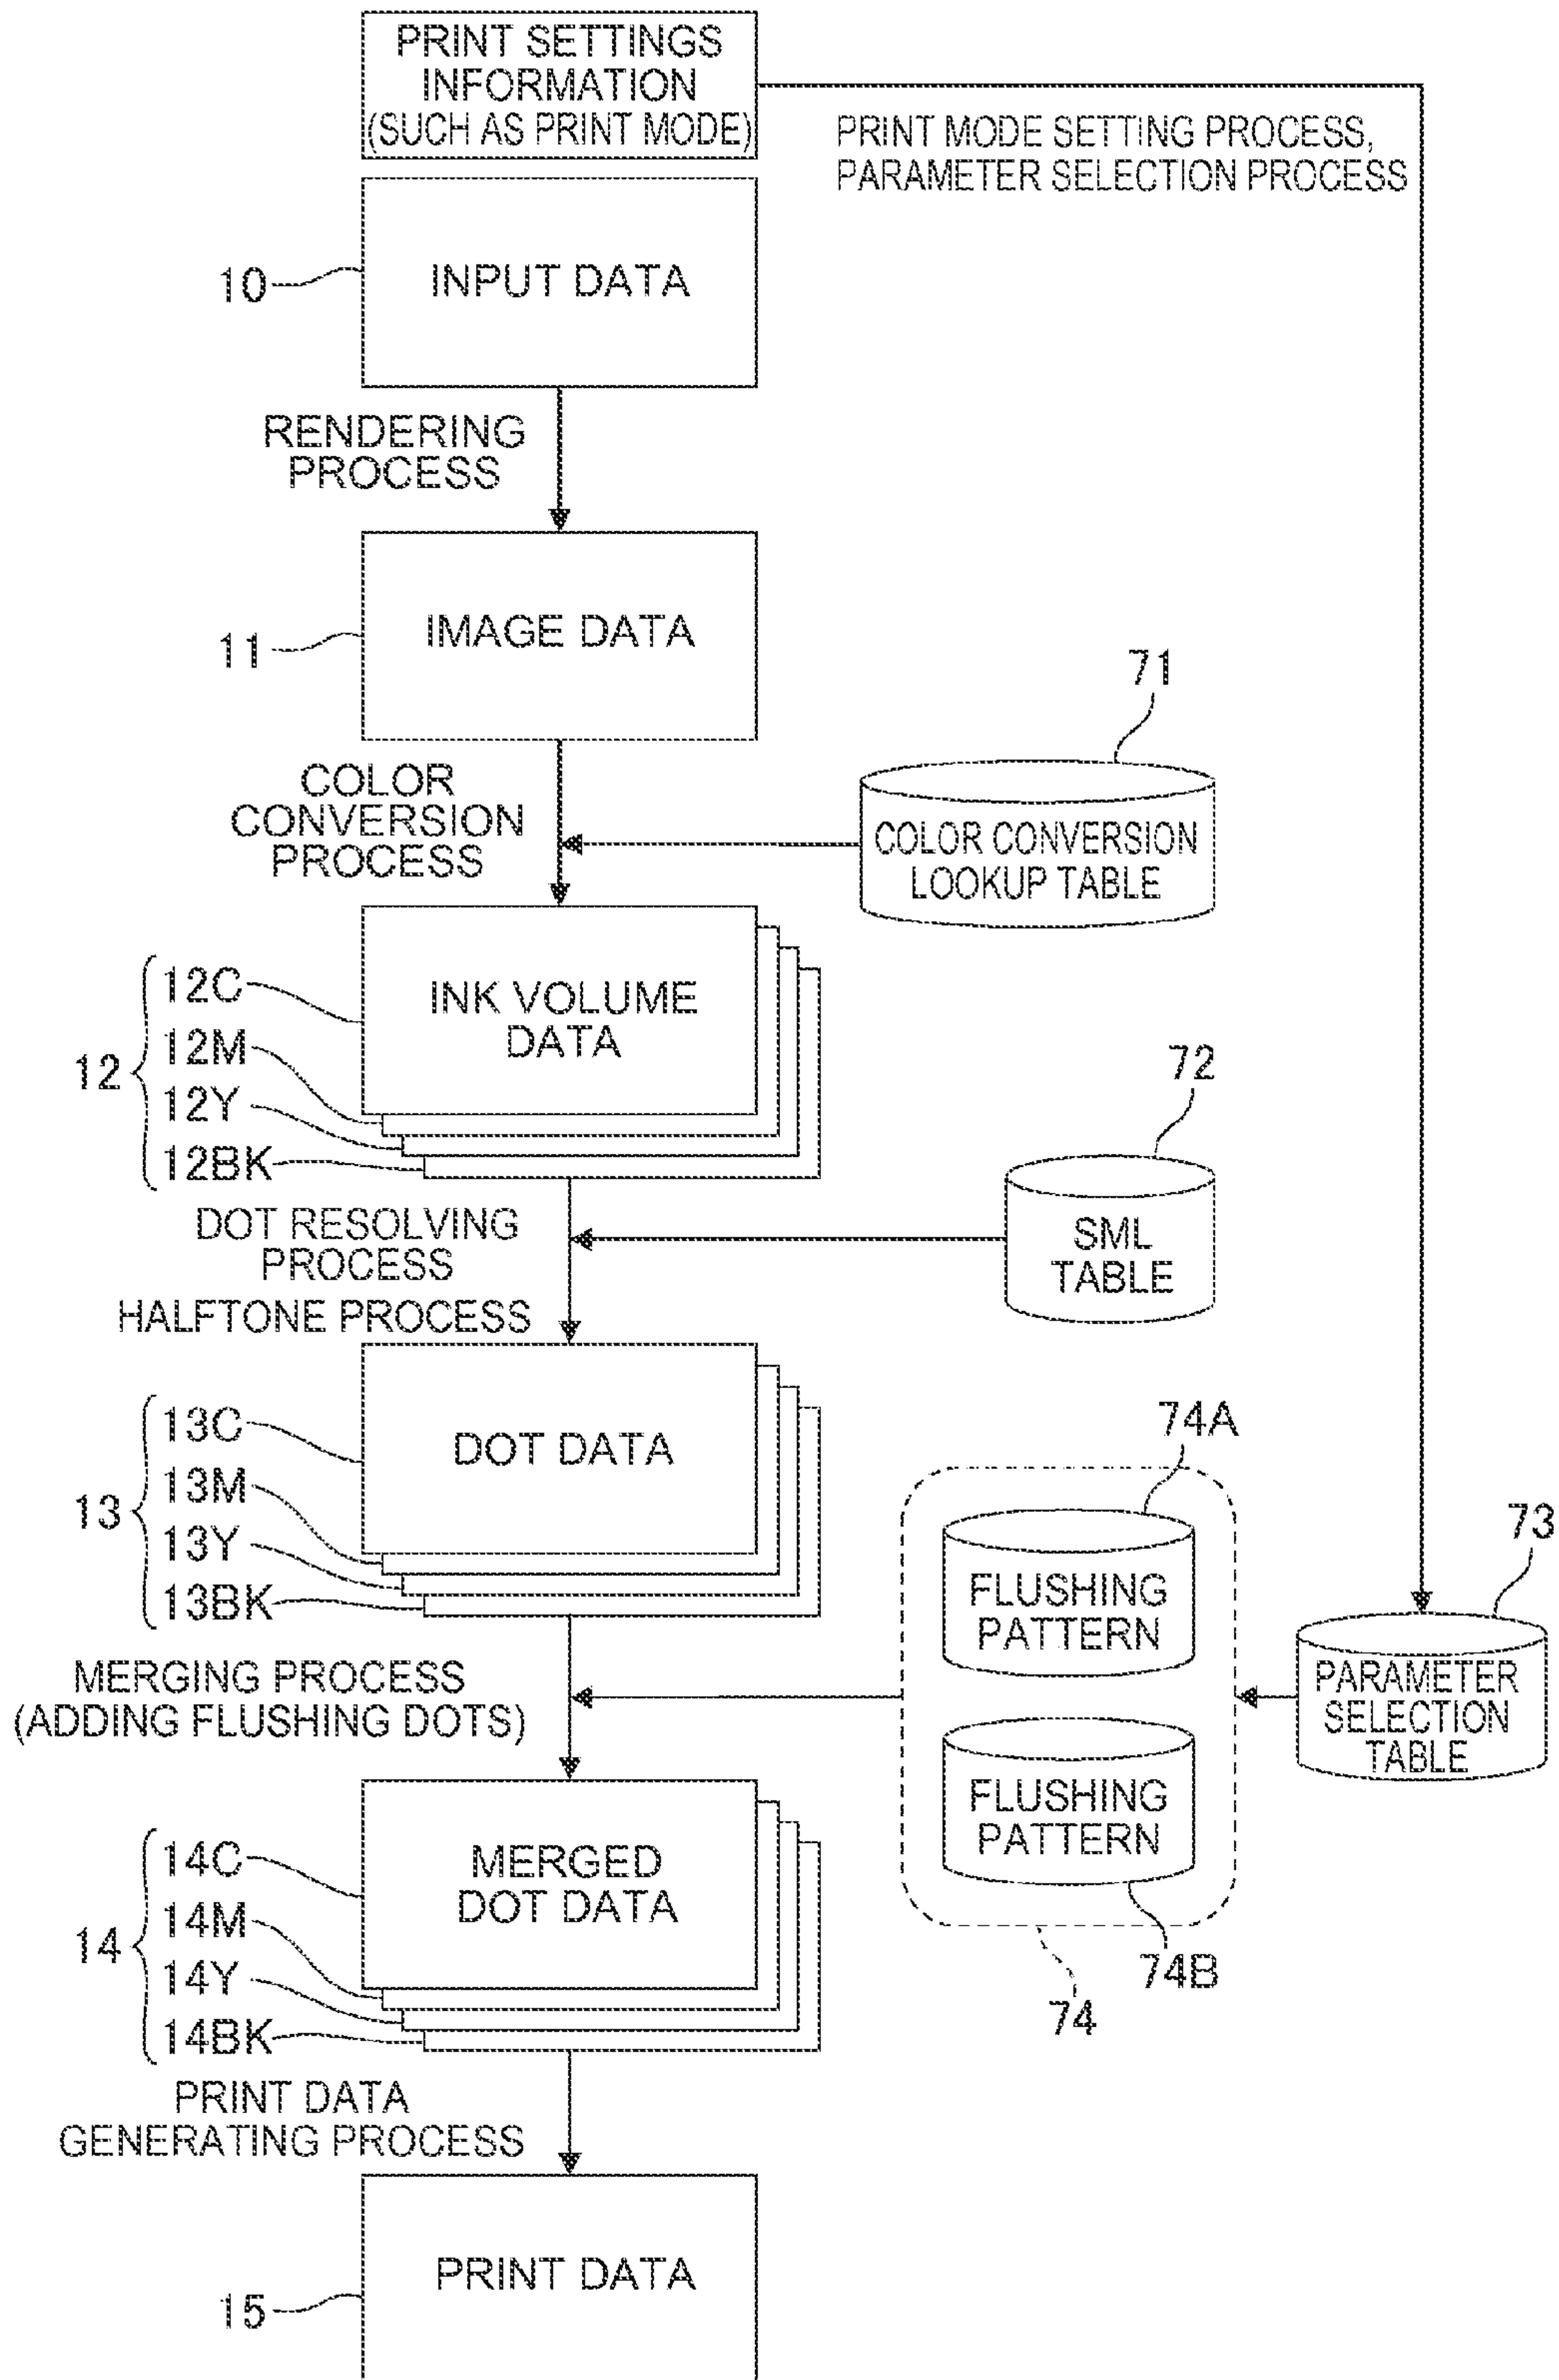 PRINT SETTINGS
INFORMATION
(SUCH AS PRINT MODE)
PRINT MODE SETTING PROCESS,
PARAMETER SELECTION PROCESS
10
INPUT DATA
RENDERING
PROCESS
11
IMAGE DATA
71
COLOR
CONVERSION
PROCESS
COLOR CONVERSION
LOOKUP TABLE
12
12C
12M
12Y
12BK
INK VOLUME
DATA
72
DOT RESOLVING
PROCESS
SML
TABLE
HALFTONE PROCESS
13
13C
13M
13Y
13BK
DOT DATA
74A
FLUSHING
PATTERN
73
MERGING PROCESS
(ADDING FLUSHING DOTS)
PARAMETER
SELECTION
TABLE
FLUSHING
PATTERN
14
14C
14M
14Y
14BK
MERGED
DOT DATA
74B
74
PRINT DATA
GENERATING PROCESS
15
PRINT DATA